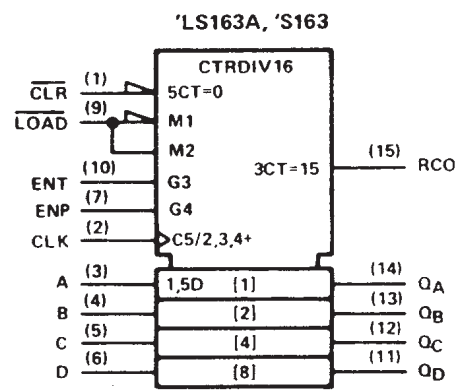 'LS163A, 'S163
CTRDIV16
CLR (1) 5CT=0
LOAD (9) M1
M2
3CT=15 (15) RCO
ENT (10) G3
ENP (7) G4
CLK (2) C5/2,3,4+
A (3) 1,5D [1] (14) QA
B (4) [2] (13) QB
C (5) [4] (12) QC
D (6) [8] (11) QD